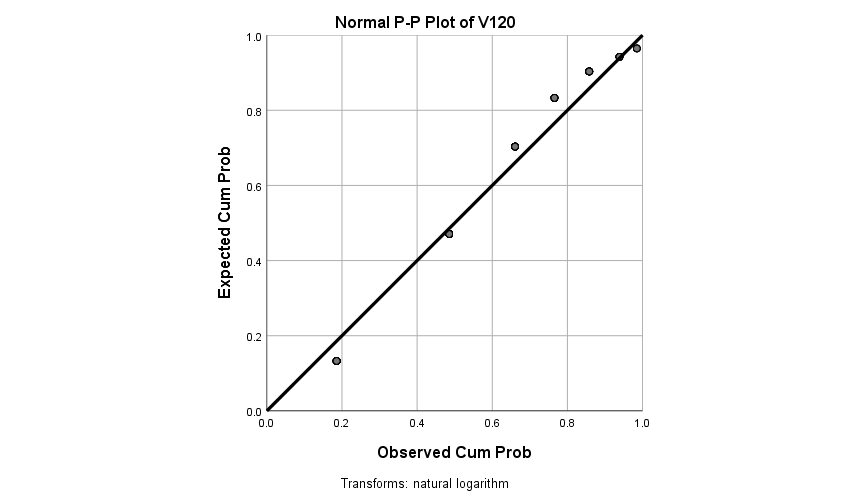 Normal P-P Plot of V120
Expected Cum Prob
1.0
0.8
0.6
0.4
0.2
0.0
0.0 0.2 0.4 0.6 0.8 1.0
Observed Cum Prob
Transforms: natural logarithm